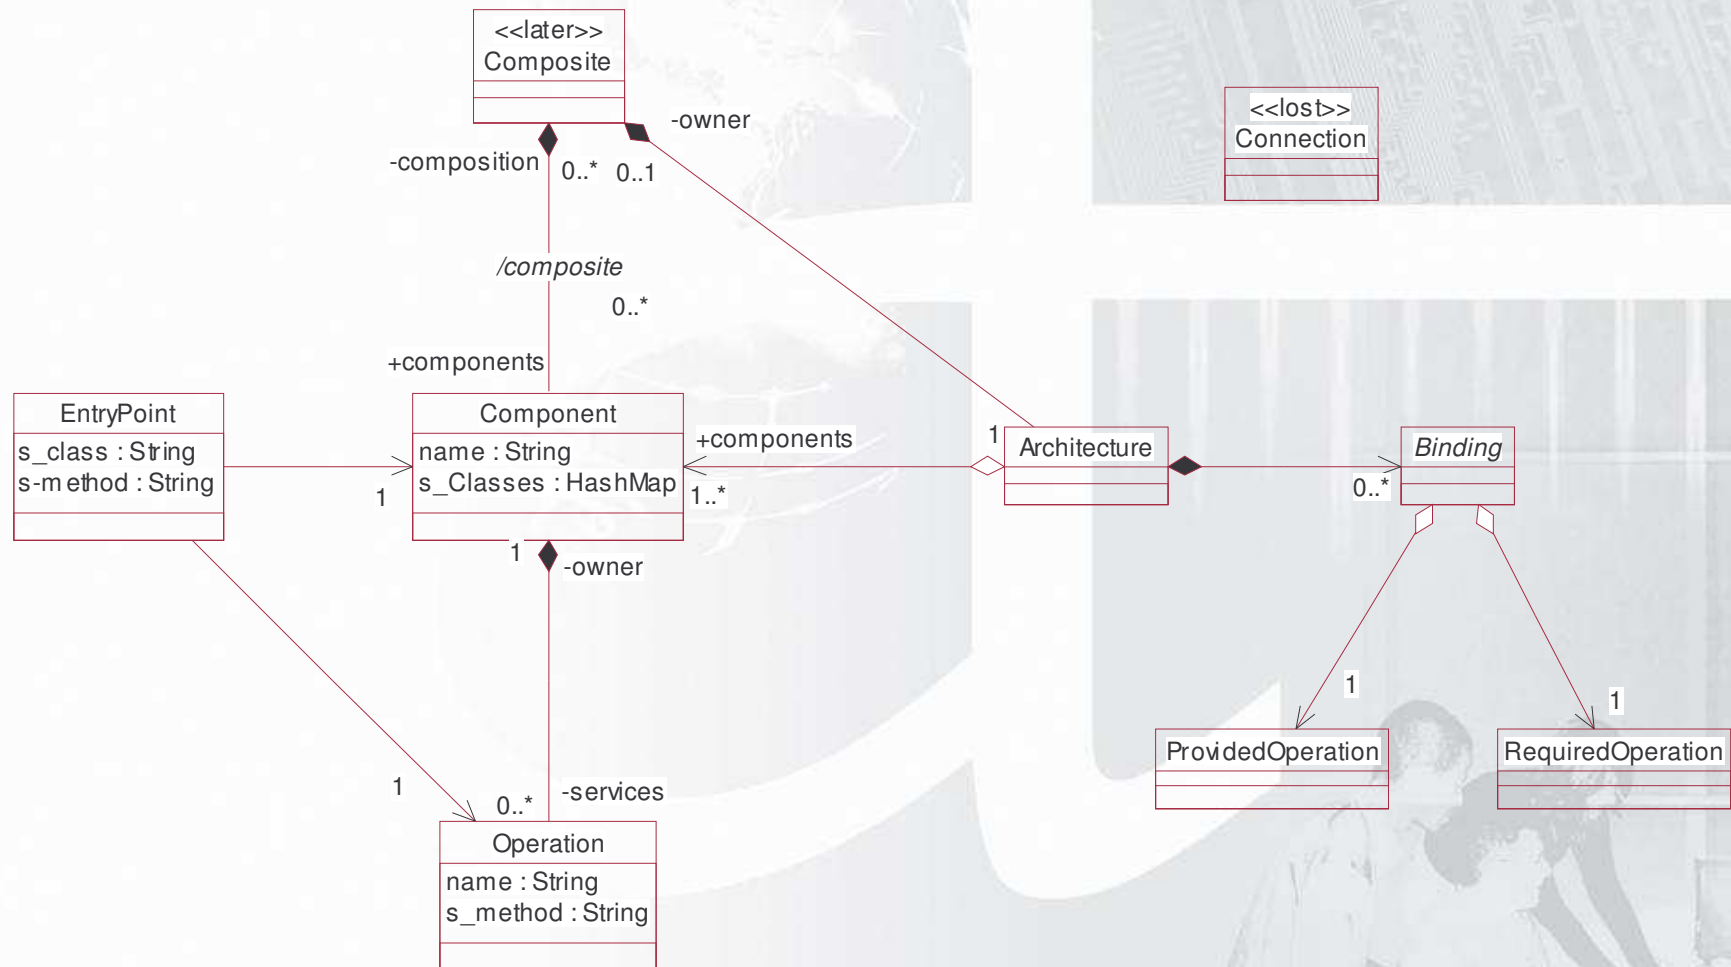 <<later>>
Composite
-owner
-composition
0..*
0..1
<<lost>>
Connection
/composite
0..*
+components
EntryPoint
s_class : String
s-method : String
1
Component
name : String
s_Classes : HashMap
+components
1..*
1
Architecture
Binding
0..*
1
-owner
1
1
ProvidedOperation
RequiredOperation
1
0..*
-services
Operation
name : String
s_method : String